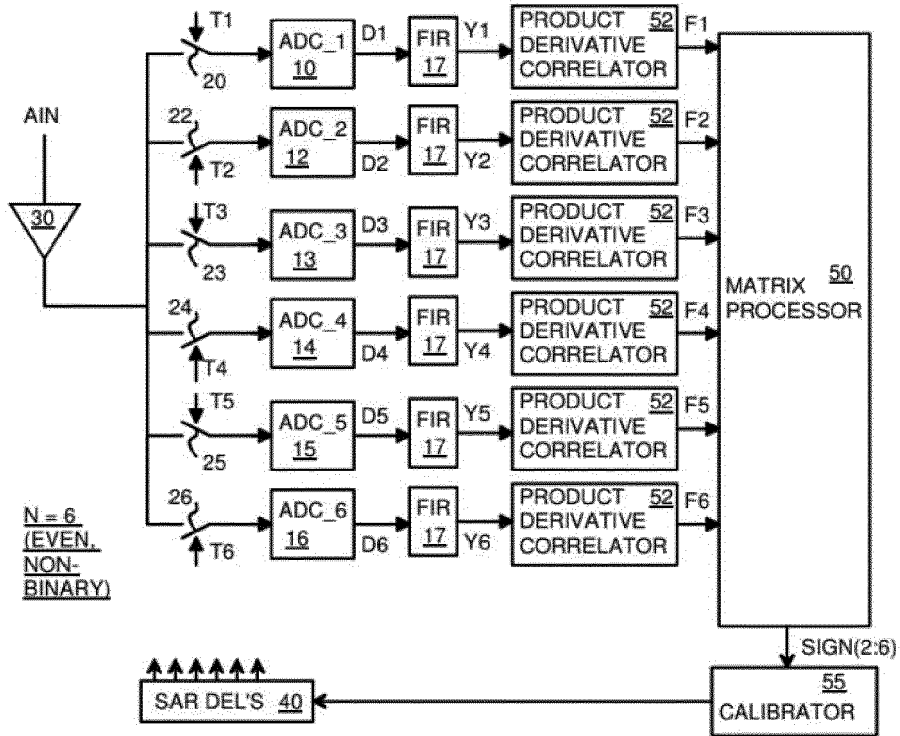 T1
20
ADC_1
10
D1
FIR
17
Y1
PRODUCT 52
DERIVATIVE
CORRELATOR
F1
AIN
22
T2
ADC_2
12
D2
FIR
17
Y2
PRODUCT 52
DERIVATIVE
CORRELATOR
F2
30
T3
23
ADC_3
13
D3
FIR
17
Y3
PRODUCT 52
DERIVATIVE
CORRELATOR
F3
MATRIX 50
PROCESSOR
24
T4
ADC_4
14
D4
FIR
17
Y4
PRODUCT 52
DERIVATIVE
CORRELATOR
F4
T5
25
ADC_5
15
D5
FIR
17
Y5
PRODUCT 52
DERIVATIVE
CORRELATOR
F5
26
T6
ADC_6
16
D6
FIR
17
Y6
PRODUCT 52
DERIVATIVE
CORRELATOR
F6
N = 6
(EVEN,
NON-
BINARY)
SIGN(2:6)
SAR DEL'S 40
55
CALIBRATOR